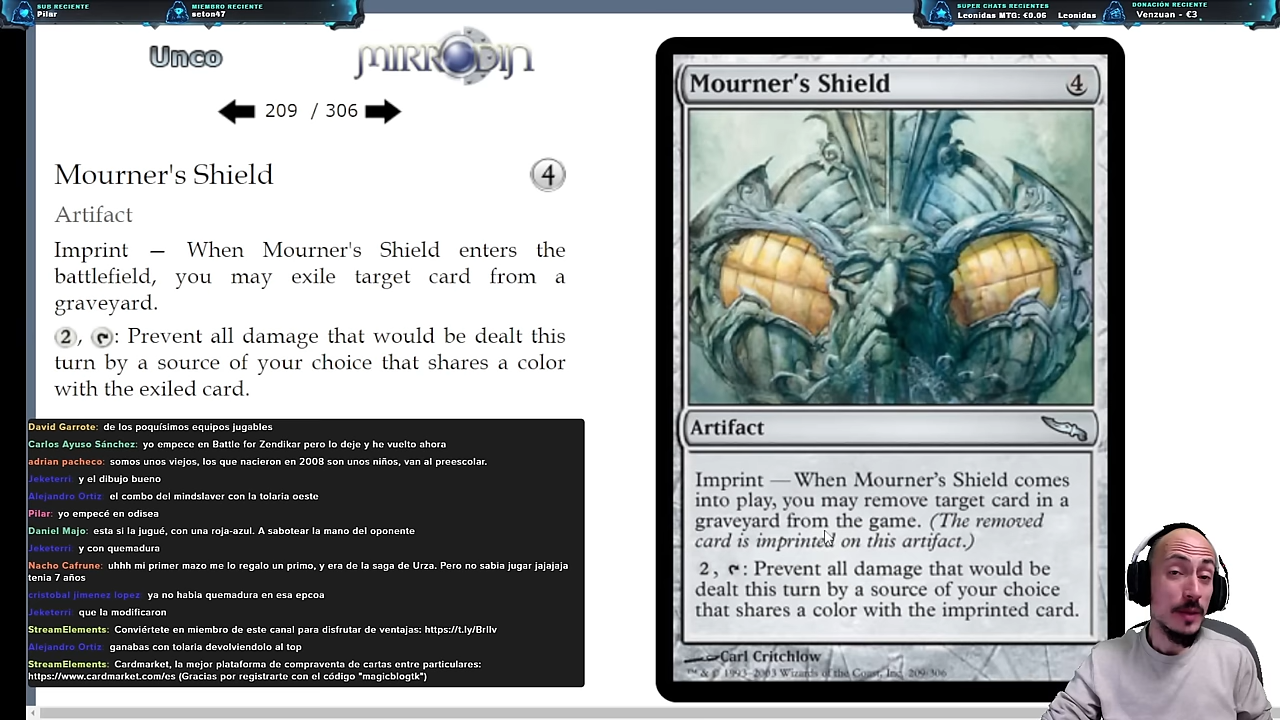 SUB RECIENTE
Pilar
MIEMBRO RECIENTE
seton47
SUPER CHATS RECIENTES
Leonidas MTG: €0.06 Leonidas
DONACIÓN RECIENTE
Venzuan - €3
Unco
MIRRODIN
209 / 306
Mourner's Shield
4
Artifact
Imprint — When Mourner's Shield enters the
battlefield, you may exile target card from a
graveyard.
2, : Prevent all damage that would be dealt this
turn by a source of your choice that shares a color
with the exiled card.
David Garrote: de los poquísimos equipos jugables
Carlos Ayuso Sánchez: yo empece en Battle for Zendikar pero lo deje y he vuelto ahora
adrian pacheco: somos unos viejos, los que nacieron en 2008 son unos niños, van al preescolar.
Jeketerri: y el dibujo bueno
Alejandro Ortiz: el combo del mindslaver con la tolaria oeste
Pilar: yo empecé en odisea
Daniel Majo: esta si la jugué, con una roja-azul. A sabotear la mano del oponente
Jeketerri: y con quemadura
Nacho Cafrune: uhhh mi primer mazo me lo regalo un primo, y era de la saga de Urza. Pero no sabia jugar jajajaja
tenia 7 años
cristobal jimenez lopez: ya no habia quemadura en esa epcoa
Jeketerri: que la modificaron
StreamElements: Conviértete en miembro de este canal para disfrutar de ventajas: https://t.ly/BrIlv
Alejandro Ortiz: ganabas con tolaria devolviendolo al top
StreamElements: Cardmarket, la mejor plataforma de compraventa de cartas entre particulares:
https://www.cardmarket.com/es (Gracias por registrarte con el código "magicblogtk")
Mourner's Shield 4
Artifact
Imprint — When Mourner's Shield comes
into play, you may remove target card in a
graveyard from the game. (The removed
card is imprinted on this artifact.)
2, : Prevent all damage that would be
dealt this turn by a source of your choice
that shares a color with the imprinted card.
Carl Critchlow
™ & © 1993–2003 Wizards of the Coast, Inc. 209/306